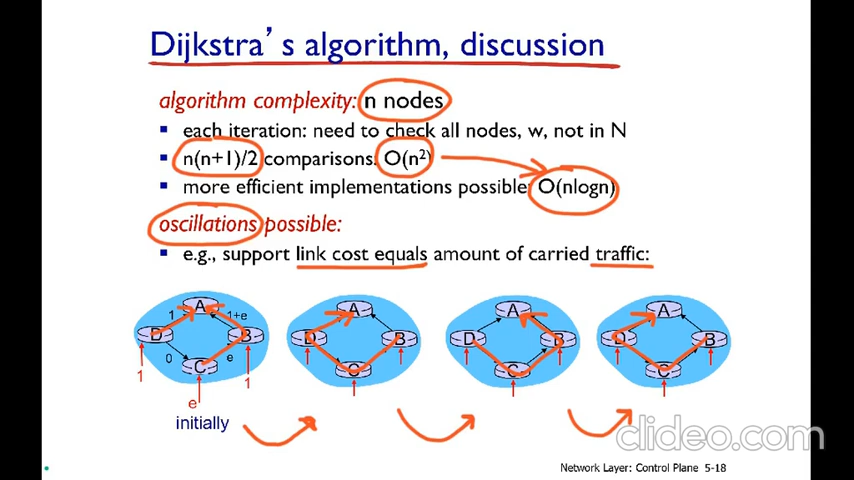 Dijkstra's algorithm, discussion
algorithm complexity: n nodes
each iteration: need to check all nodes, w, not in N
n(n+1)/2 comparisons: O(n²)
more efficient implementations possible: O(nlogn)
oscillations possible:
e.g., support link cost equals amount of carried traffic:
A
1
1+e
D
B
0
e
C
1
1
e
initially
A
D
B
C
A
D
B
C
A
D
B
C
clideo.com
Network Layer: Control Plane 5-18